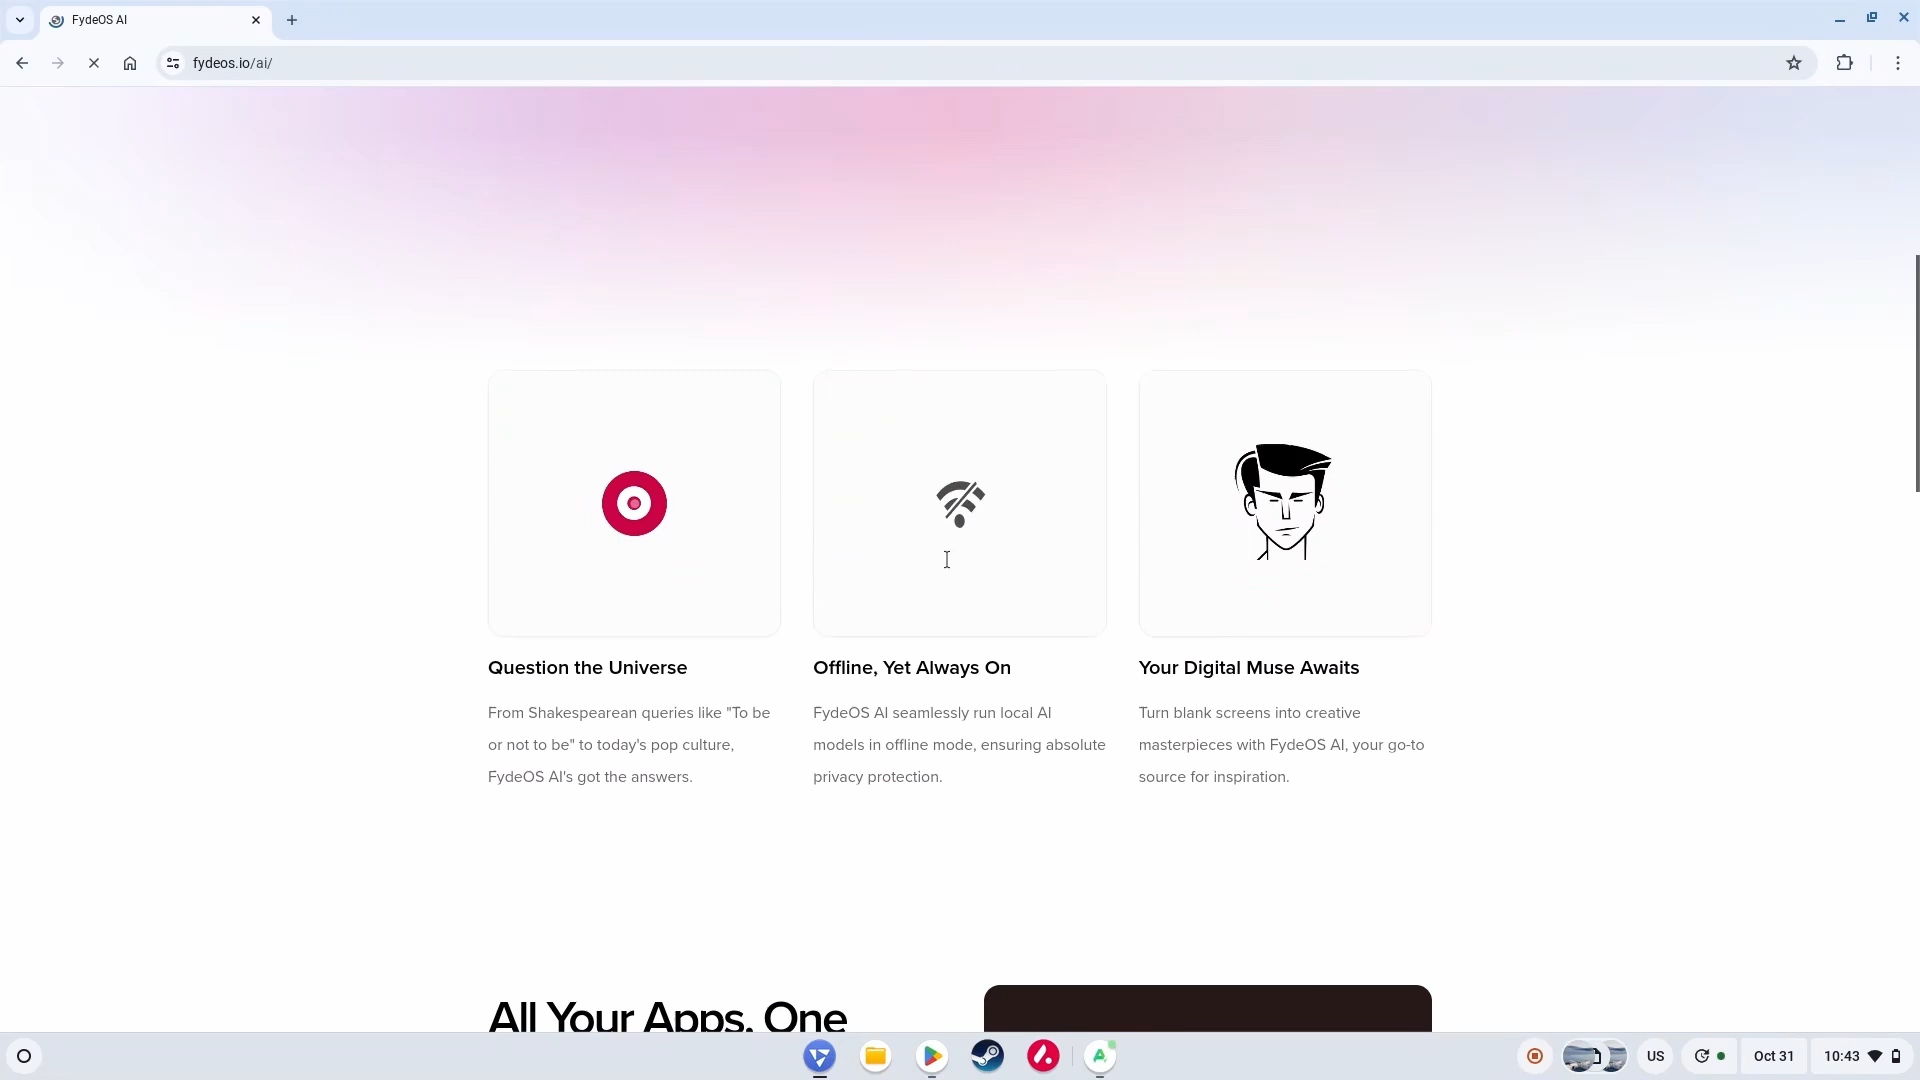 FydeOS AI
fydeos.io/ai/
Question the Universe
From Shakespearean queries like "To be
or not to be" to today's pop culture,
FydeOS AI's got the answers.
Offline, Yet Always On
FydeOS AI seamlessly run local AI
models in offline mode, ensuring absolute
privacy protection.
Your Digital Muse Awaits
Turn blank screens into creative
masterpieces with FydeOS AI, your go-to
source for inspiration.
All Your Apps, One
US
Oct 31
10:43